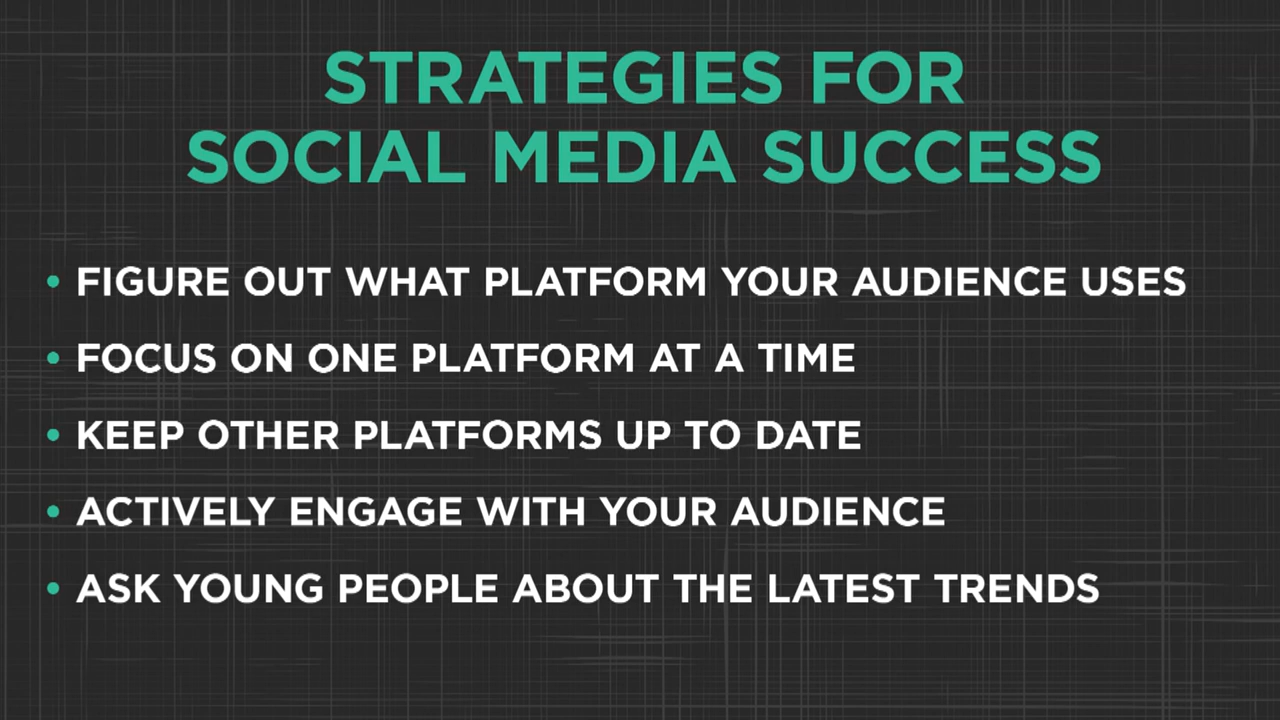 STRATEGIES FOR
SOCIAL MEDIA SUCCESS
• FIGURE OUT WHAT PLATFORM YOUR AUDIENCE USES
• FOCUS ON ONE PLATFORM AT A TIME
• KEEP OTHER PLATFORMS UP TO DATE
• ACTIVELY ENGAGE WITH YOUR AUDIENCE
• ASK YOUNG PEOPLE ABOUT THE LATEST TRENDS